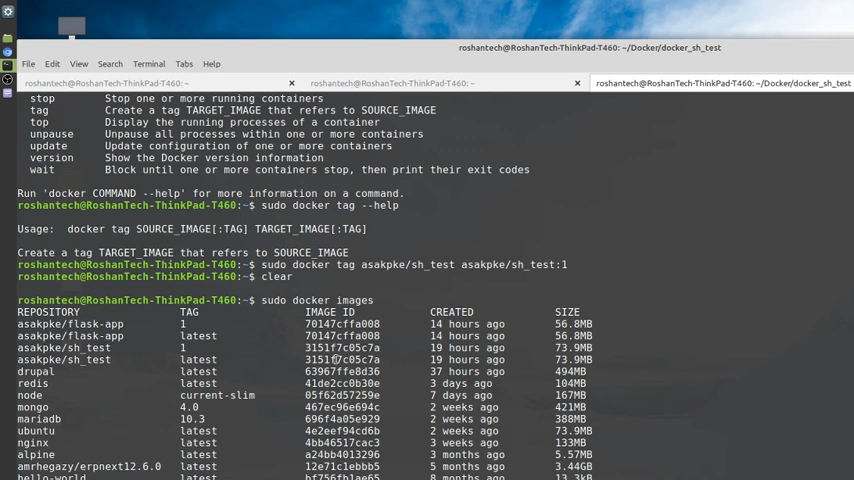 roshantech@RoshanTech-ThinkPad-T460: ~/Docker/docker_sh_test
File Edit View Search Terminal Tabs Help
roshantech@RoshanTech-ThinkPad-T460: ~ × roshantech@RoshanTech-ThinkPad-T460: ~ × roshantech@RoshanTech-ThinkPad-T460: ~/Docker/docker_sh_test
stop Stop one or more running containers
tag Create a tag TARGET_IMAGE that refers to SOURCE_IMAGE
top Display the running processes of a container
unpause Unpause all processes within one or more containers
update Update configuration of one or more containers
version Show the Docker version information
wait Block until one or more containers stop, then print their exit codes
Run 'docker COMMAND --help' for more information on a command.
roshantech@RoshanTech-ThinkPad-T460:~$ sudo docker tag --help
Usage: docker tag SOURCE_IMAGE[:TAG] TARGET_IMAGE[:TAG]
Create a tag TARGET_IMAGE that refers to SOURCE_IMAGE
roshantech@RoshanTech-ThinkPad-T460:~$ sudo docker tag asakpke/sh_test asakpke/sh_test:1
roshantech@RoshanTech-ThinkPad-T460:~$ clear
roshantech@RoshanTech-ThinkPad-T460:~$ sudo docker images
REPOSITORY TAG IMAGE ID CREATED SIZE
asakpke/flask-app 1 70147cffa008 14 hours ago 56.8MB
asakpke/flask-app latest 70147cffa008 14 hours ago 56.8MB
asakpke/sh_test 1 3151f7c05c7a 19 hours ago 73.9MB
asakpke/sh_test latest 3151f7c05c7a 19 hours ago 73.9MB
drupal latest 63967ffe8d36 37 hours ago 494MB
redis latest 41de2cc0b30e 3 days ago 104MB
node current-slim 05f62d57259e 7 days ago 167MB
mongo 4.0 467ec96e694c 2 weeks ago 421MB
mariadb 10.3 696f4a05e929 2 weeks ago 388MB
ubuntu latest 4e2eef94cd6b 2 weeks ago 73.9MB
nginx latest 4bb46517cac3 3 weeks ago 133MB
alpine latest a24bb4013296 3 months ago 5.57MB
amrhegazy/erpnext12.6.0 latest 12e71c1ebbb5 5 months ago 3.44GB
hello-world latest bf756fb1ae65 8 months ago 13.3kB